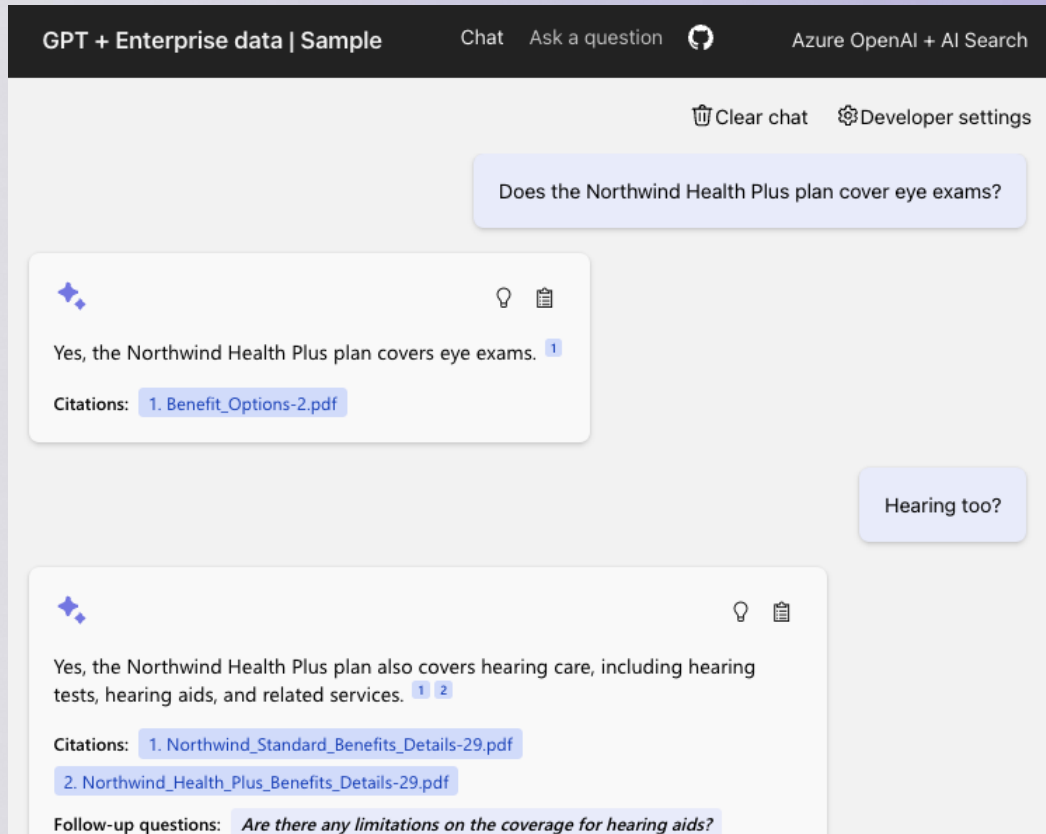 GPT + Enterprise data | Sample
Chat
Ask a question
Azure OpenAI + AI Search
Clear chat
Developer settings
Does the Northwind Health Plus plan cover eye exams?
Yes, the Northwind Health Plus plan covers eye exams. 1
Citations: 1. Benefit_Options-2.pdf
Hearing too?
Yes, the Northwind Health Plus plan also covers hearing care, including hearing
tests, hearing aids, and related services. 1 2
Citations: 1. Northwind_Standard_Benefits_Details-29.pdf
2. Northwind_Health_Plus_Benefits_Details-29.pdf
Follow-up questions: Are there any limitations on the coverage for hearing aids?